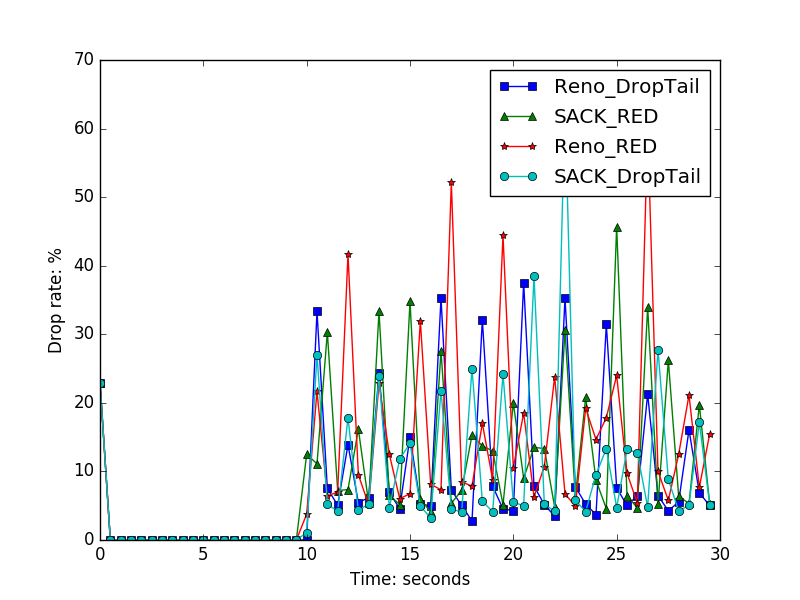 70
60
50
40
30
20
10
0
Drop rate: %
Reno_DropTail
SACK_RED
Reno_RED
SACK_DropTail
0 5 10 15 20 25 30
Time: seconds